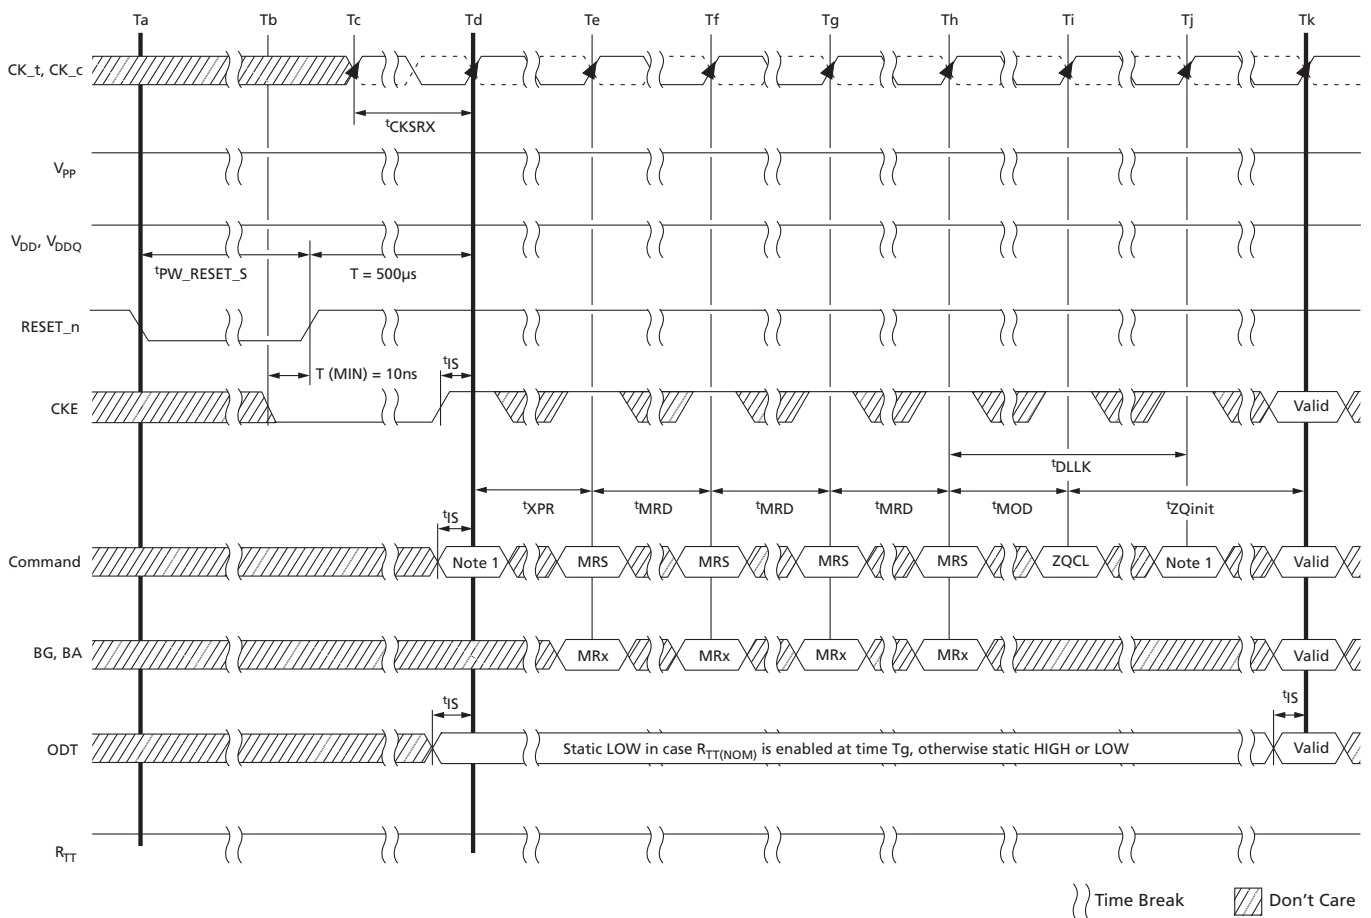 Ta Tb Tc Td Te Tf Tg Th Ti Tj Tk
CK_t, CK_c
tCKSRX
VPP
VDD, VDDQ
tPW_RESET_S T = 500µs
RESET_n
T (MIN) = 10ns tIS
CKE Valid
tDLLK
tXPR tMRD tMRD tMRD tMOD tZQinit
tIS
Command Note 1 MRS MRS MRS MRS ZQCL Note 1 Valid
BG, BA MRx MRx MRx MRx Valid
tIS tIS
ODT Static LOW in case RTT(NOM) is enabled at time Tg, otherwise static HIGH or LOW Valid
RTT
Time Break Don't Care